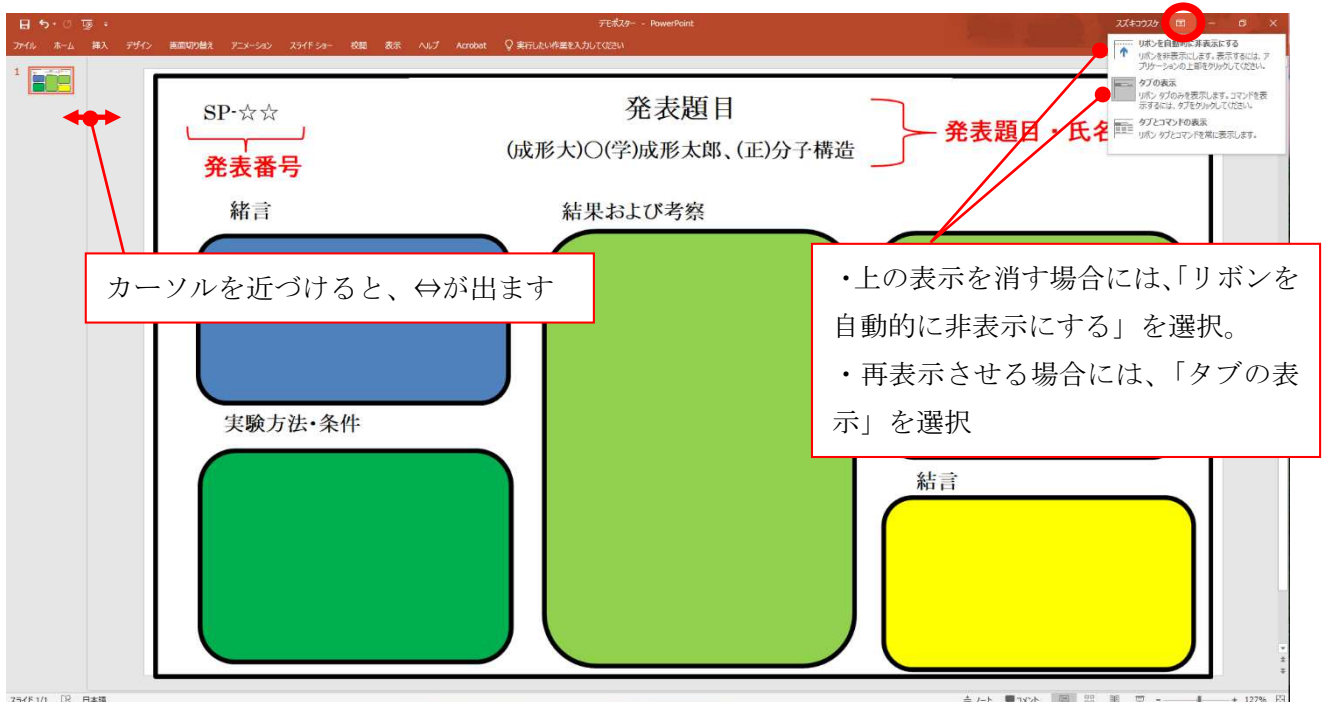 デモポスター - PowerPoint
スズキコウスケ
ファイル ホーム 挿入 デザイン 画面切り替え アニメーション スライド ショー 校閲 表示 ヘルプ Acrobat 実行したい作業を入力してください
リボンを自動的に非表示にする
リボンを非表示にします。表示するには、ア
プリケーションの上部をクリックしてください。
タブの表示
リボン タブのみを表示します。コマンドを表
示するには、タブをクリックしてください。
タブとコマンドの表示
リボン タブとコマンドを常に表示します。
1
SP-☆☆
発表番号
発表題目
(成形大)〇(学)成形太郎、(正)分子構造
発表題目・氏名
緒言
結果および考察
カーソルを近づけると、⇔が出ます
・上の表示を消す場合には、「リボンを
自動的に非表示にする」を選択。
・再表示させる場合には、「タブの表
示」を選択
実験方法・条件
結言
スライド 1/1 日本語
ノート コメント 127%